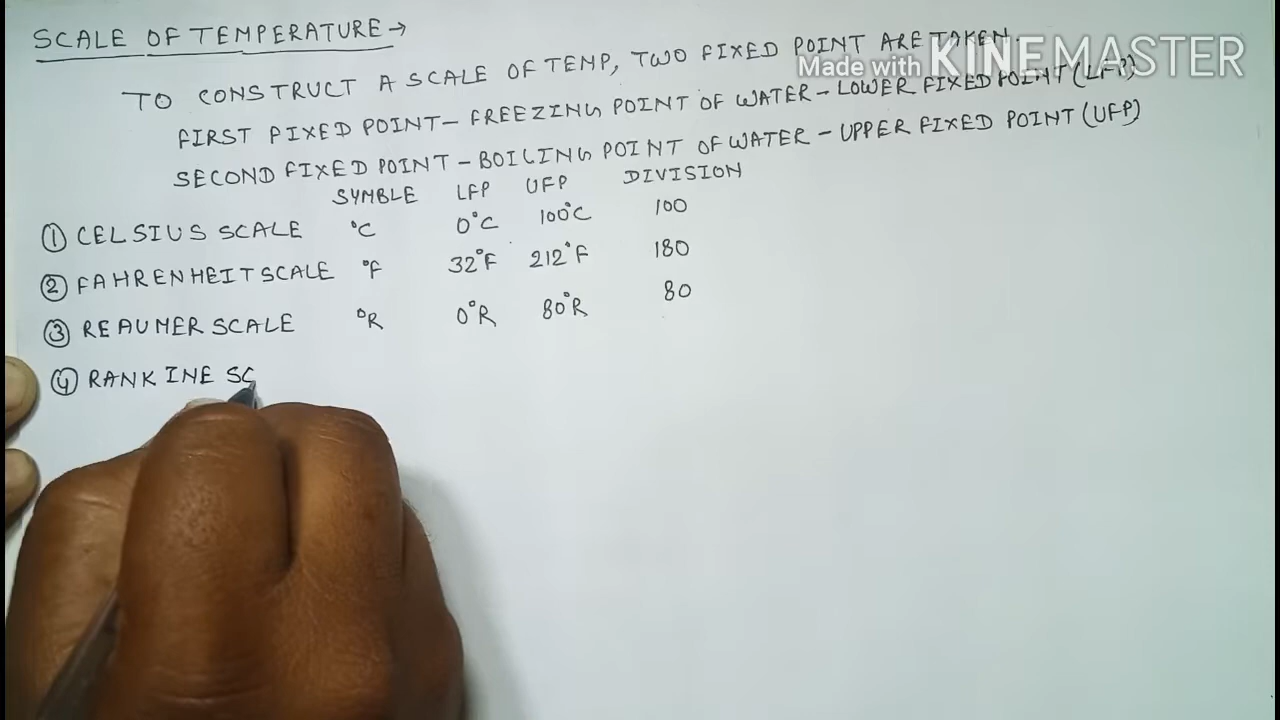 SCALE OF TEMPERATURE →
TO CONSTRUCT A SCALE OF TEMP, TWO FIXED POINT ARE TAKEN.
Made with KINEMASTER
FIRST FIXED POINT - FREEZING POINT OF WATER - LOWER FIXED POINT (LFP)
SECOND FIXED POINT - BOILING POINT OF WATER - UPPER FIXED POINT (UFP)
SYMBLE LFP UFP DIVISION
① CELSIUS SCALE °C 0°C 100°C 100
② FAHRENHEIT SCALE °F 32°F 212°F 180
③ REAUMER SCALE °R 0°R 80°R 80
④ RANKINE SC